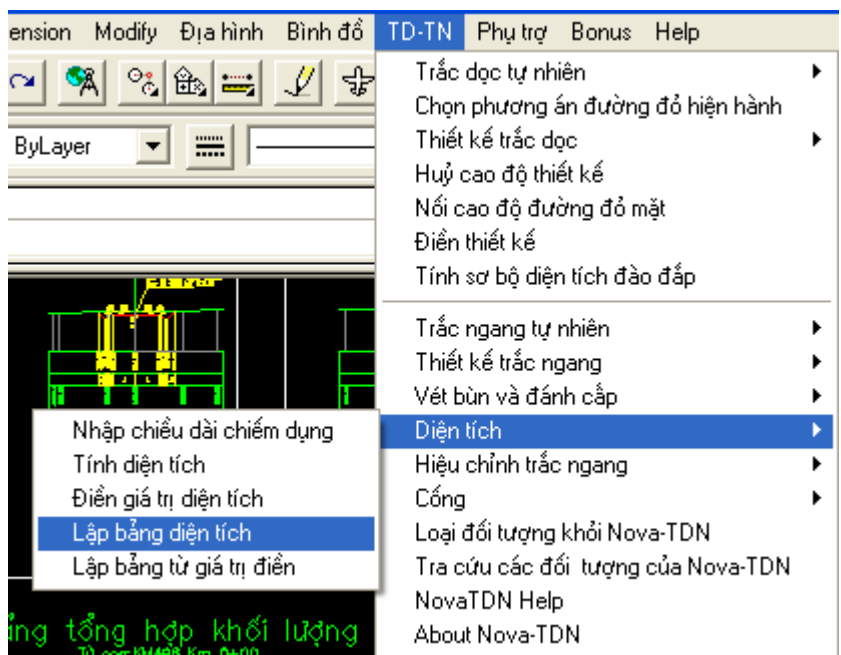 ension Modify Địa hình Bình đồ TD-TN Phụ trợ Bonus Help
ByLayer
Trắc dọc tự nhiên
Chọn phương án đường đỏ hiện hành
Thiết kế trắc dọc
Huỷ cao độ thiết kế
Nối cao độ đường đỏ mặt
Điền thiết kế
Tính sơ bộ diện tích đào đắp
Trắc ngang tự nhiên
Thiết kế trắc ngang
Vét bùn và đánh cấp
Diện tích
Hiệu chỉnh trắc ngang
Cống
Loại đối tượng khỏi Nova-TDN
Tra cứu các đối tượng của Nova-TDN
NovaTDN Help
About Nova-TDN
Nhập chiều dài chiếm dụng
Tính diện tích
Điền giá trị diện tích
Lập bảng diện tích
Lập bảng từ giá trị điền
ảng tổng hợp khối lượng